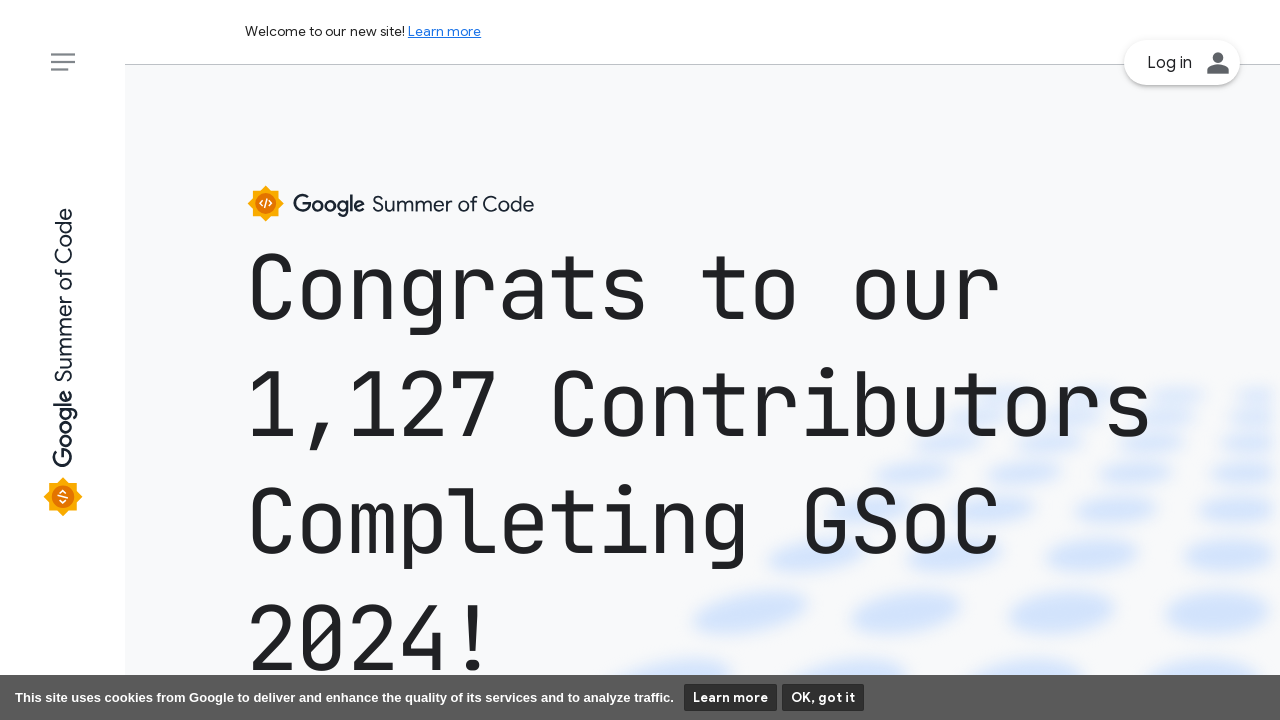 Welcome to our new site! Learn more
Log in
Google Summer of Code
Google Summer of Code
Congrats to our
1,127 Contributors
Completing GSoC
2024!
This site uses cookies from Google to deliver and enhance the quality of its services and to analyze traffic. Learn more OK, got it